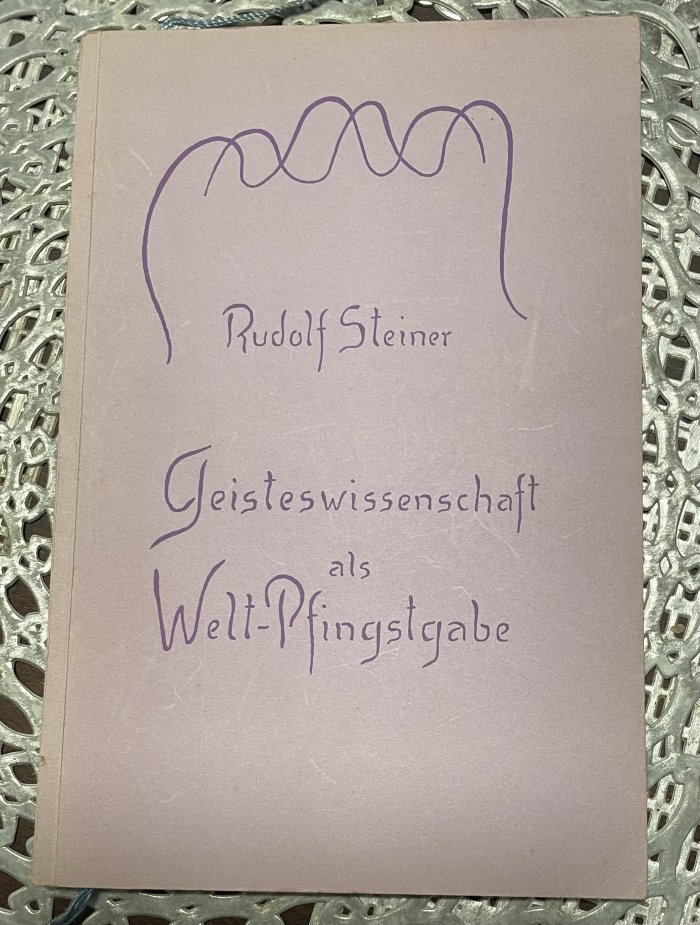 Rudolf Steiner
Geisteswissenschaft
als
Welt-Pfingstgabe